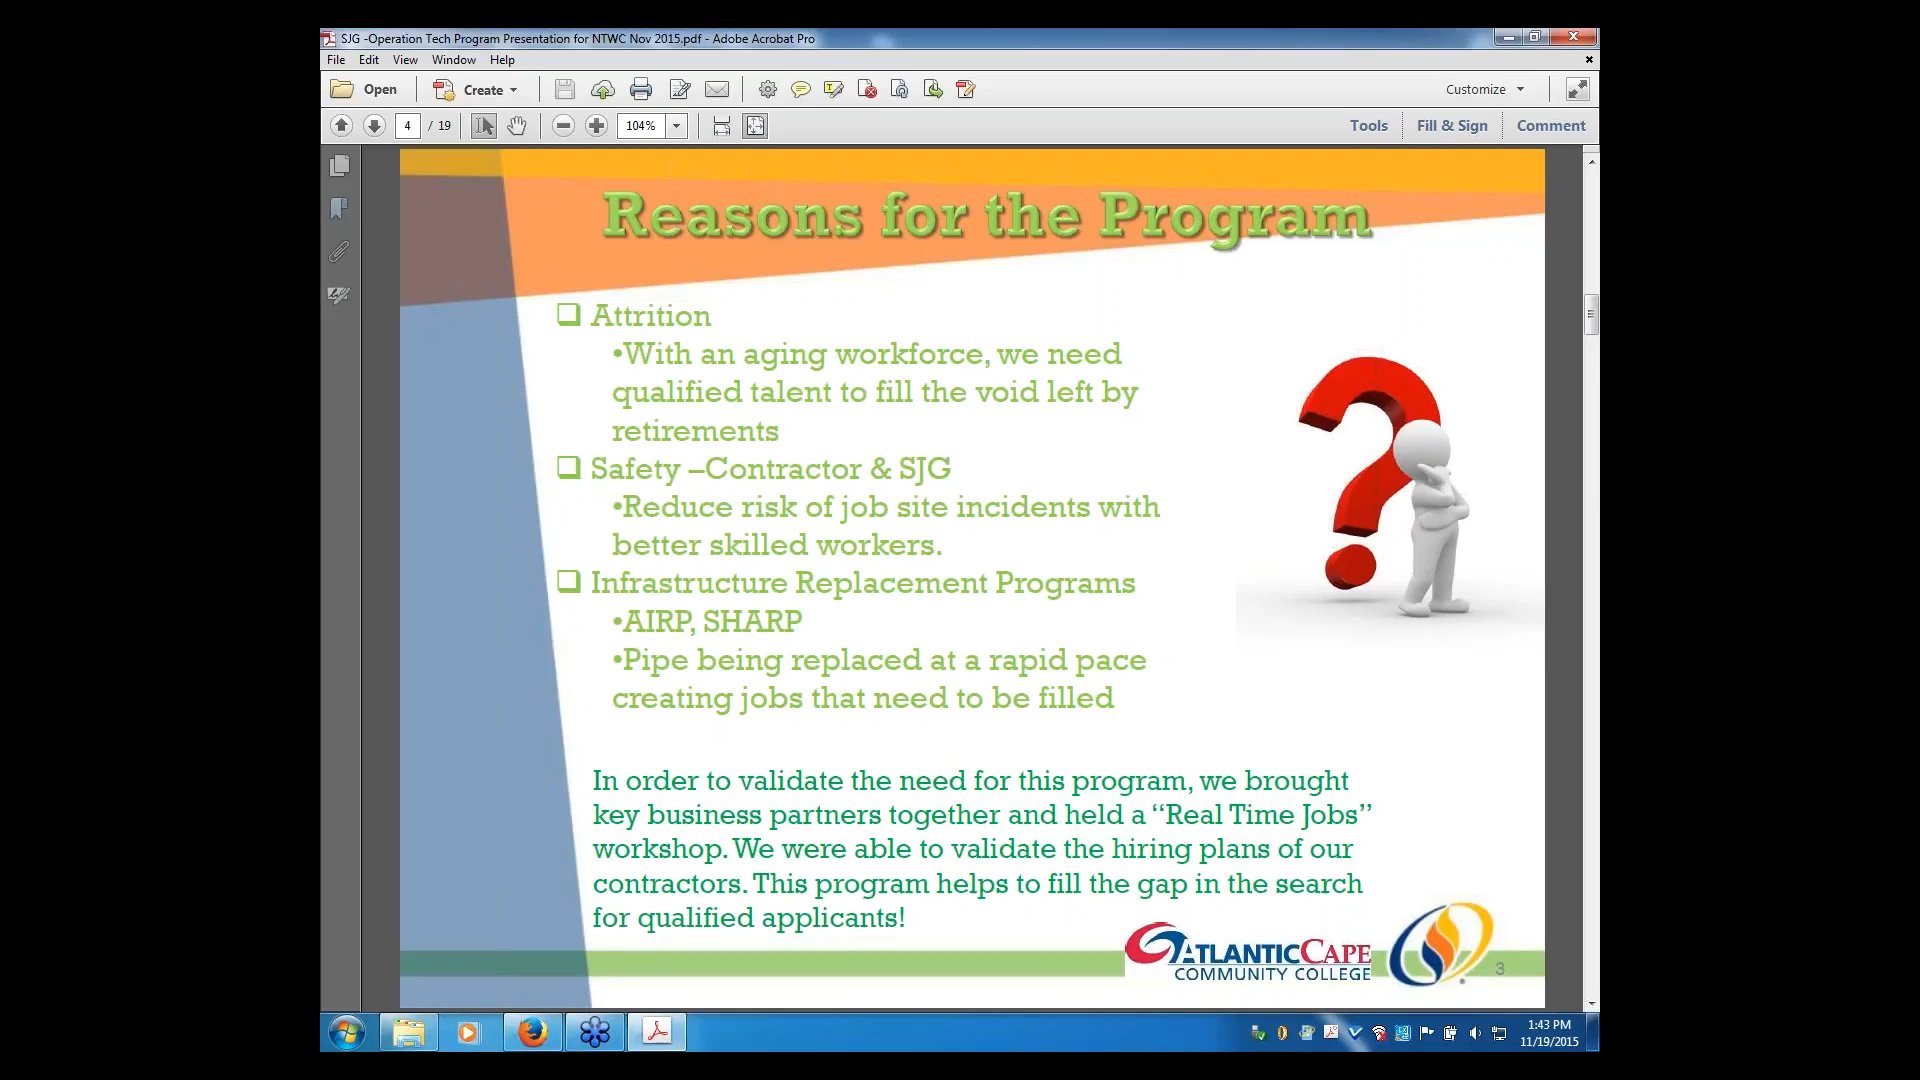 SJG -Operation Tech Program Presentation for NTWC Nov 2015.pdf - Adobe Acrobat Pro
File Edit View Window Help
Open Create Customize
4 / 19 104% Tools Fill & Sign Comment
Reasons for the Program
Attrition
•With an aging workforce, we need
qualified talent to fill the void left by
retirements
Safety –Contractor & SJG
•Reduce risk of job site incidents with
better skilled workers.
Infrastructure Replacement Programs
•AIRP, SHARP
•Pipe being replaced at a rapid pace
creating jobs that need to be filled
In order to validate the need for this program, we brought
key business partners together and held a “Real Time Jobs”
workshop. We were able to validate the hiring plans of our
contractors. This program helps to fill the gap in the search
for qualified applicants!
ATLANTICCAPE
COMMUNITY COLLEGE
3
1:43 PM
11/19/2015